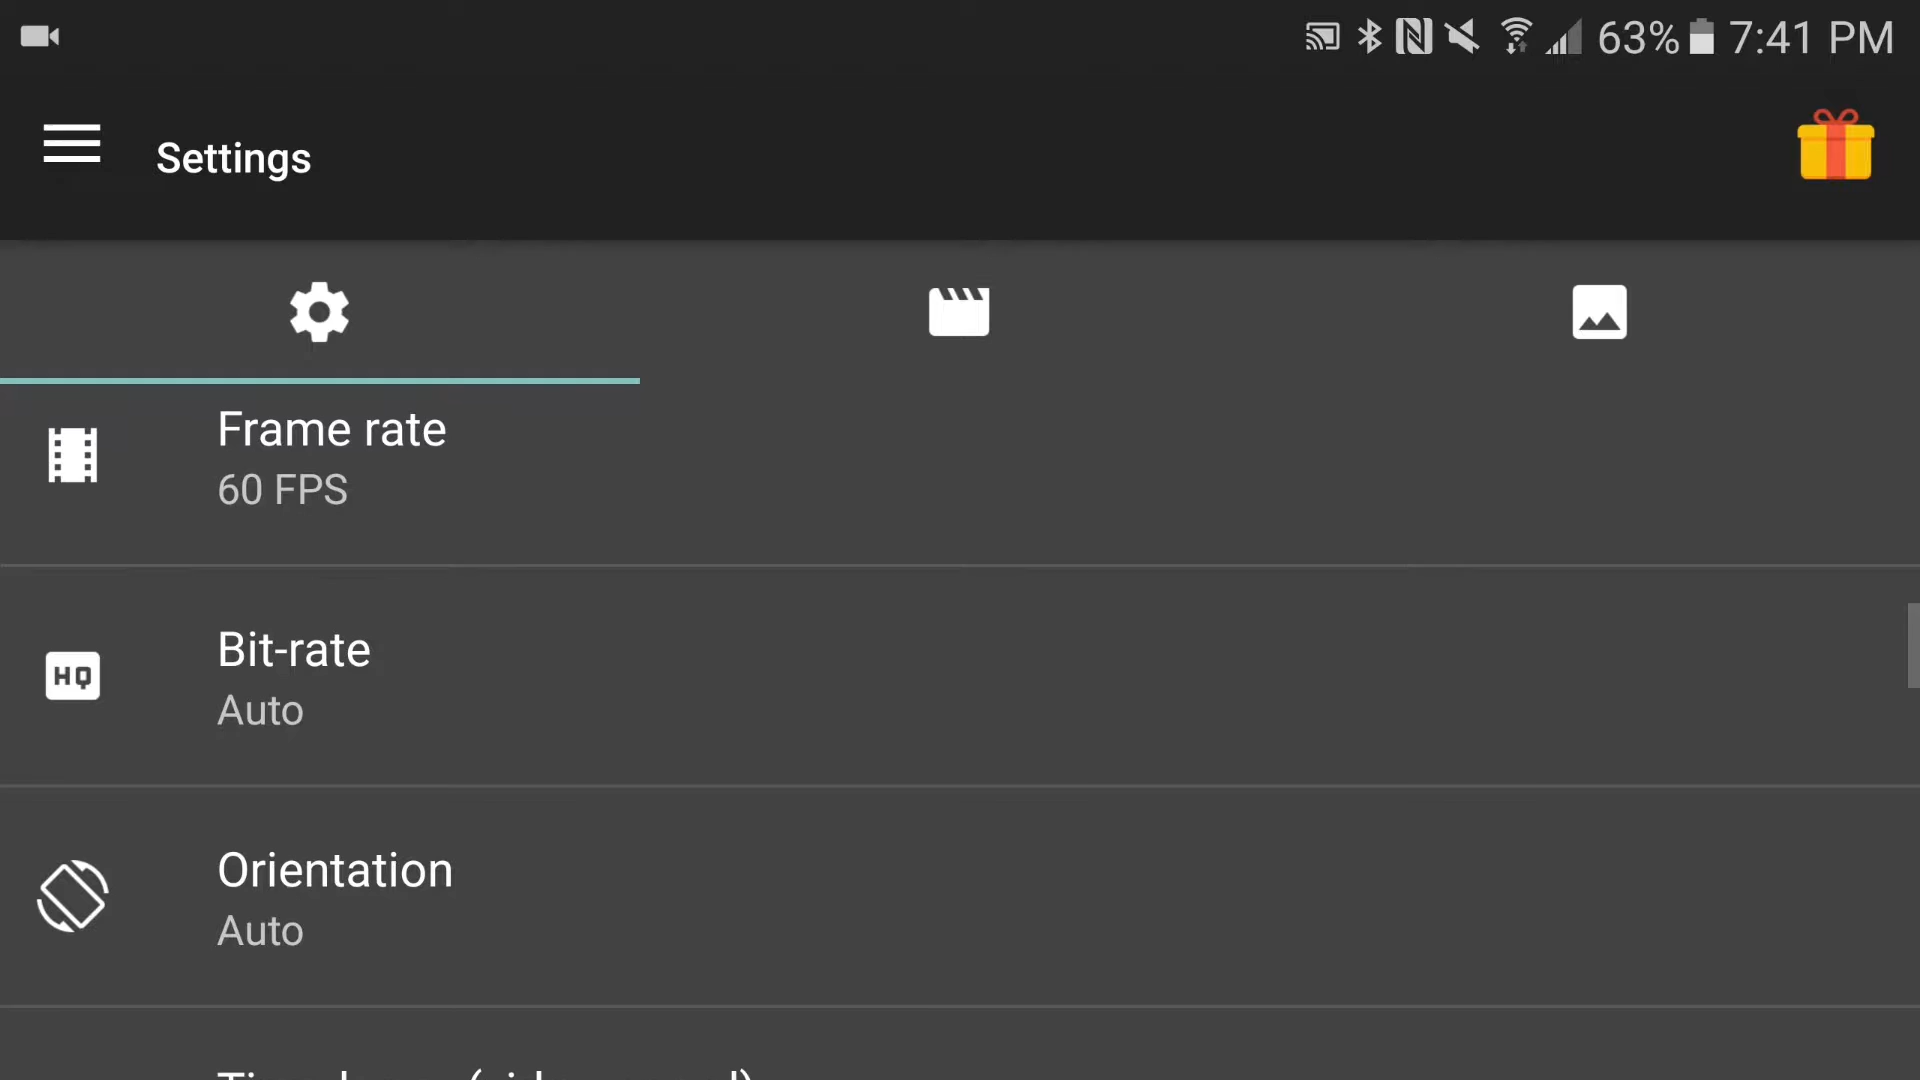 63% 7:41 PM
Settings
Frame rate
60 FPS
HQ
Bit-rate
Auto
Orientation
Auto